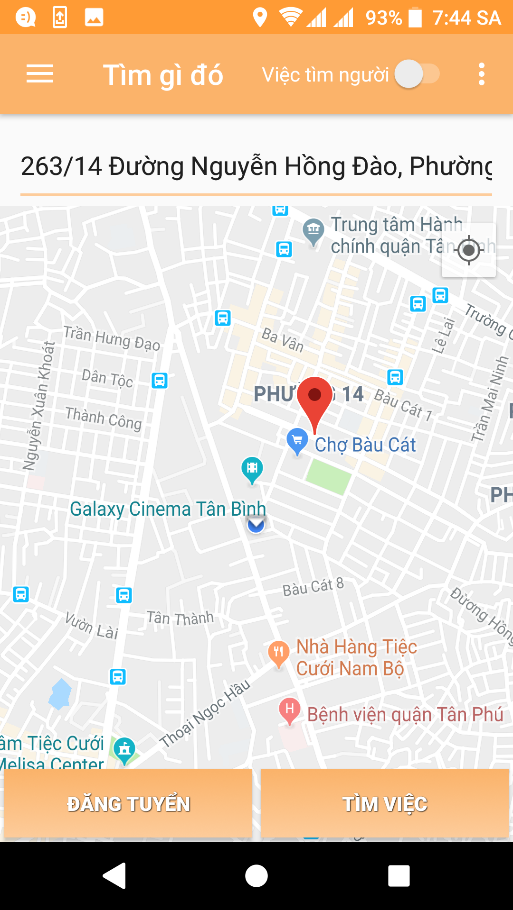 93% 7:44 SA
Tìm gì đó
Việc tìm người
263/14 Đường Nguyễn Hồng Đào, Phường
Trung tâm Hành
chính quận Tân
Trần Hưng Đạo
Ba Vân
Lê Lai
Trường
Dân Tộc
Nguyễn Xuân Khoát
Thành Công
14
Bàu Cát 1
Trần Mai Ninh
Chợ Bàu Cát
PH
Galaxy Cinema Tân Bình
Bàu Cát 8
Tân Thành
Vườn Lài
Đường Hồng
Nhà Hàng Tiệc
Cưới Nam Bộ
Thoại Ngọc Hầu
Bệnh viện quận Tân Phú
âm Tiệc Cưới
Melisa Center
ĐĂNG TUYỂN
TÌM VIỆC